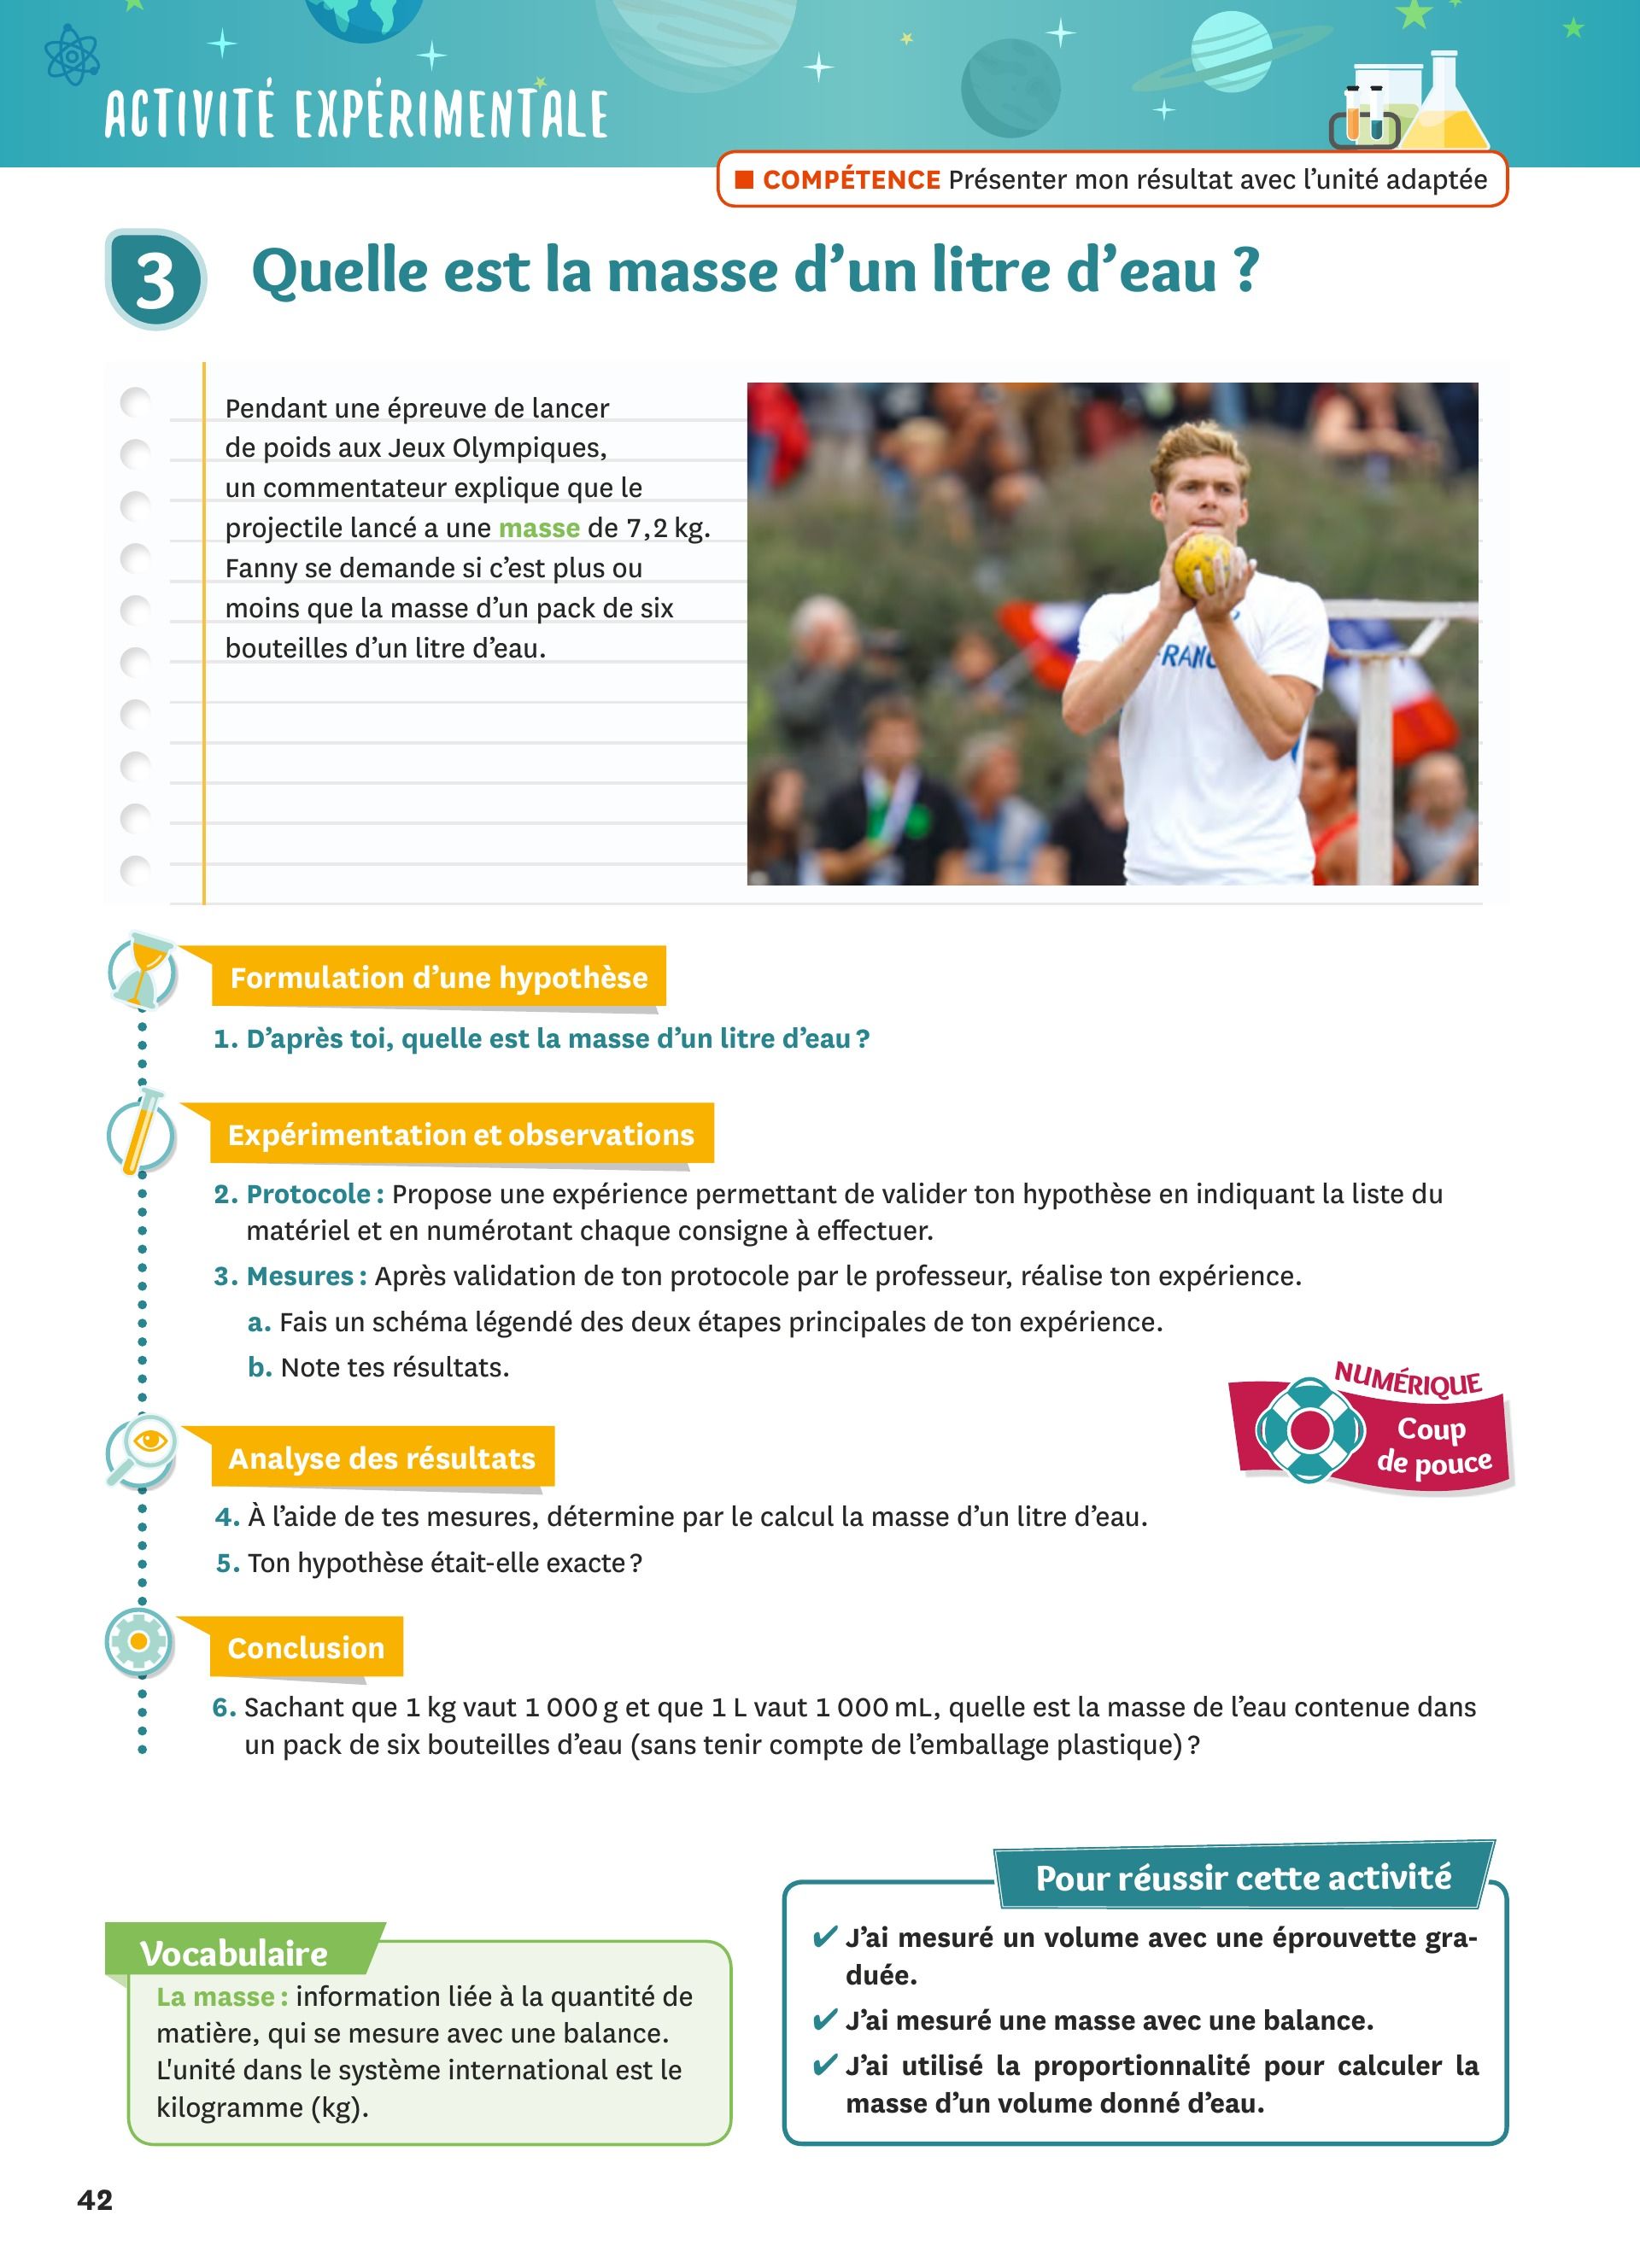 ACTIVITÉ EXPÉRIMENTALE
■ COMPÉTENCE Présenter mon résultat avec l’unité adaptée
3 Quelle est la masse d’un litre d’eau ?
Pendant une épreuve de lancer
de poids aux Jeux Olympiques,
un commentateur explique que le
projectile lancé a une masse de 7,2 kg.
Fanny se demande si c’est plus ou
moins que la masse d’un pack de six
bouteilles d’un litre d’eau.
FRANC
Formulation d’une hypothèse
1. D’après toi, quelle est la masse d’un litre d’eau ?
Expérimentation et observations
2. Protocole : Propose une expérience permettant de valider ton hypothèse en indiquant la liste du
matériel et en numérotant chaque consigne à effectuer.
3. Mesures : Après validation de ton protocole par le professeur, réalise ton expérience.
a. Fais un schéma légendé des deux étapes principales de ton expérience.
b. Note tes résultats.
NUMÉRIQUE
Coup
de pouce
Analyse des résultats
4. À l’aide de tes mesures, détermine par le calcul la masse d’un litre d’eau.
5. Ton hypothèse était-elle exacte ?
Conclusion
6. Sachant que 1 kg vaut 1 000 g et que 1 L vaut 1 000 mL, quelle est la masse de l’eau contenue dans
un pack de six bouteilles d’eau (sans tenir compte de l’emballage plastique) ?
Vocabulaire
La masse : information liée à la quantité de
matière, qui se mesure avec une balance.
L'unité dans le système international est le
kilogramme (kg).
Pour réussir cette activité
✔ J’ai mesuré un volume avec une éprouvette gra-
duée.
✔ J’ai mesuré une masse avec une balance.
✔ J’ai utilisé la proportionnalité pour calculer la
masse d’un volume donné d’eau.
42